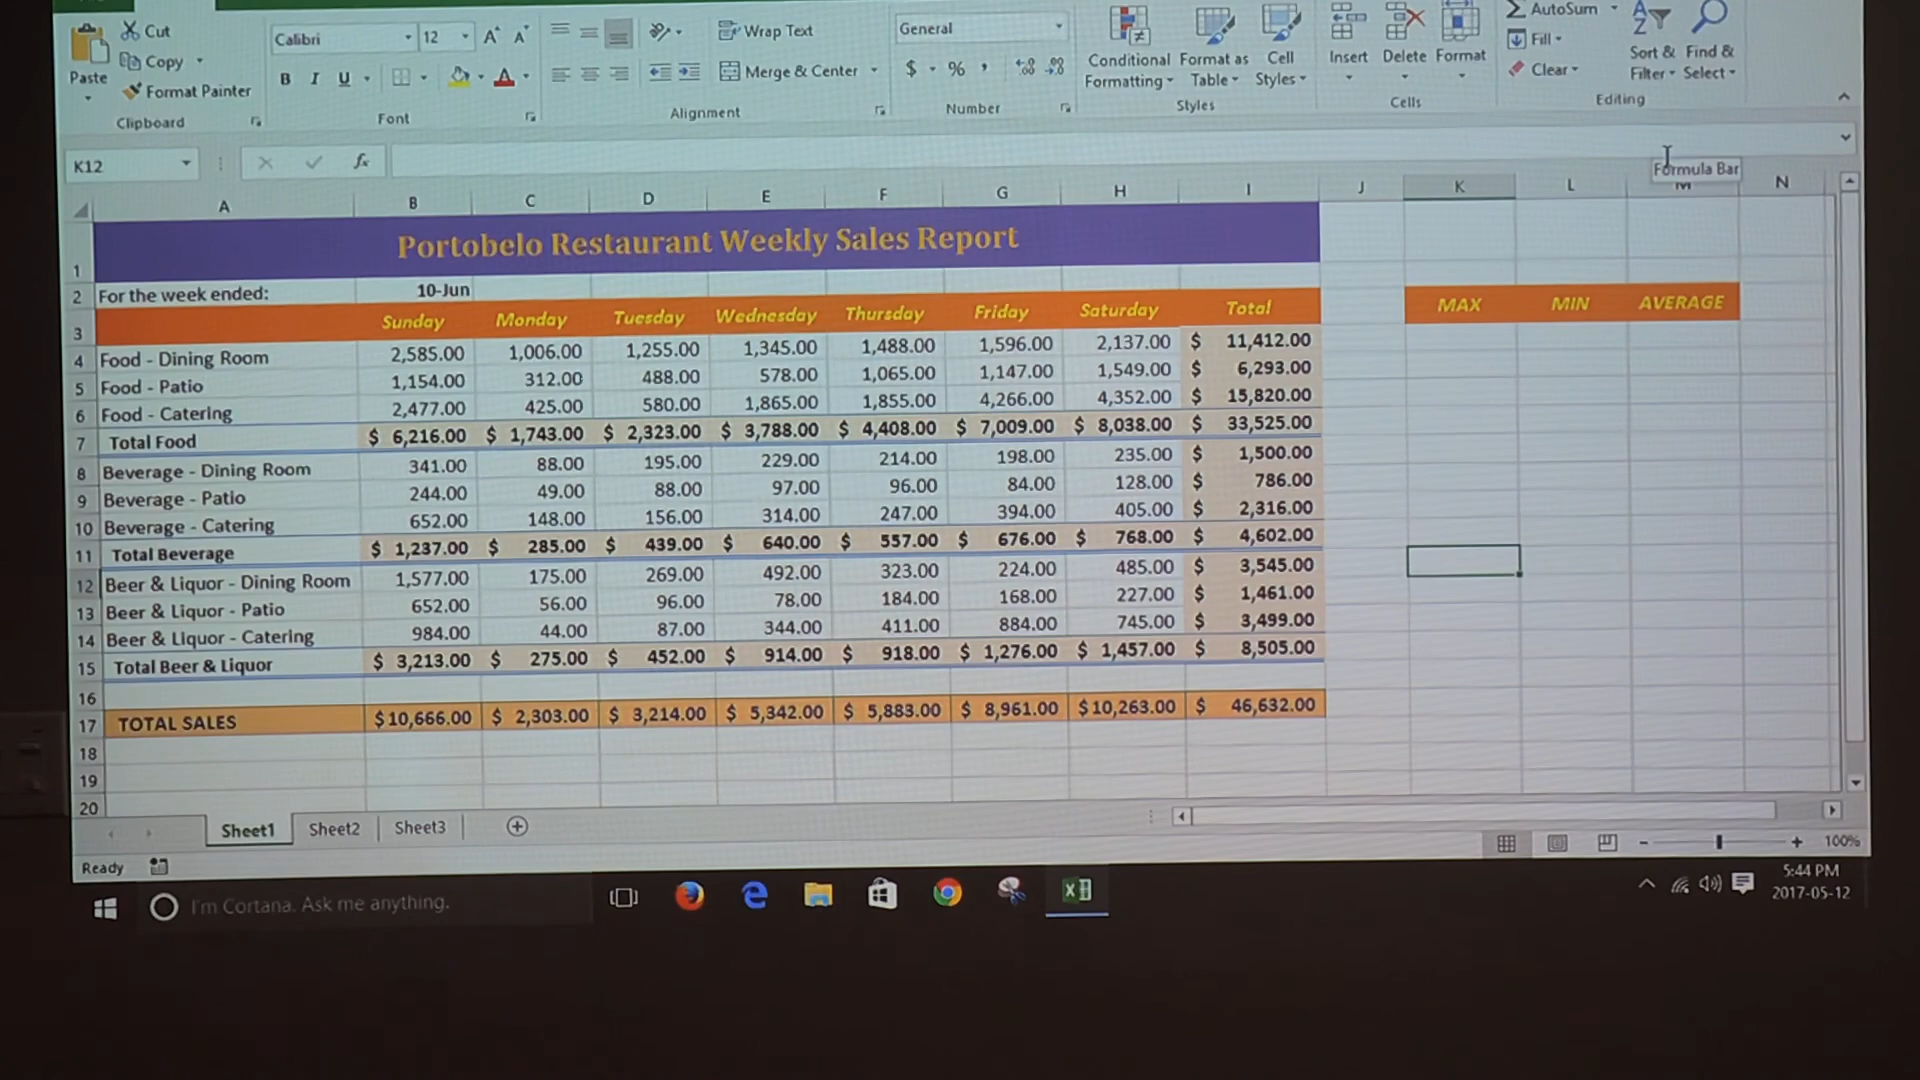 Cut Calibri 12 A A Wrap Text General AutoSum
Paste Copy B I U A Merge & Center $ % , Conditional Formatting Format as Table Cell Styles Insert Delete Format Fill Sort & Filter Find & Select
Format Painter Clear
Clipboard Font Alignment Number Styles Cells Editing
K12 fx Formula Bar
A B C D E F G H I J K L M N
1 Portobelo Restaurant Weekly Sales Report
2 For the week ended: 10-Jun
3 Sunday Monday Tuesday Wednesday Thursday Friday Saturday Total MAX MIN AVERAGE
4 Food - Dining Room 2,585.00 1,006.00 1,255.00 1,345.00 1,488.00 1,596.00 2,137.00 $ 11,412.00
5 Food - Patio 1,154.00 312.00 488.00 578.00 1,065.00 1,147.00 1,549.00 $ 6,293.00
6 Food - Catering 2,477.00 425.00 580.00 1,865.00 1,855.00 4,266.00 4,352.00 $ 15,820.00
7 Total Food $ 6,216.00 $ 1,743.00 $ 2,323.00 $ 3,788.00 $ 4,408.00 $ 7,009.00 $ 8,038.00 $ 33,525.00
8 Beverage - Dining Room 341.00 88.00 195.00 229.00 214.00 198.00 235.00 $ 1,500.00
9 Beverage - Patio 244.00 49.00 88.00 97.00 96.00 84.00 128.00 $ 786.00
10 Beverage - Catering 652.00 148.00 156.00 314.00 247.00 394.00 405.00 $ 2,316.00
11 Total Beverage $ 1,237.00 $ 285.00 $ 439.00 $ 640.00 $ 557.00 $ 676.00 $ 768.00 $ 4,602.00
12 Beer & Liquor - Dining Room 1,577.00 175.00 269.00 492.00 323.00 224.00 485.00 $ 3,545.00
13 Beer & Liquor - Patio 652.00 56.00 96.00 78.00 184.00 168.00 227.00 $ 1,461.00
14 Beer & Liquor - Catering 984.00 44.00 87.00 344.00 411.00 884.00 745.00 $ 3,499.00
15 Total Beer & Liquor $ 3,213.00 $ 275.00 $ 452.00 $ 914.00 $ 918.00 $ 1,276.00 $ 1,457.00 $ 8,505.00
16
17 TOTAL SALES $10,666.00 $ 2,303.00 $ 3,214.00 $ 5,342.00 $ 5,883.00 $ 8,961.00 $10,263.00 $ 46,632.00
18
19
20
Sheet1 Sheet2 Sheet3
Ready 100%
I'm Cortana. Ask me anything. 5:44 PM
2017-05-12